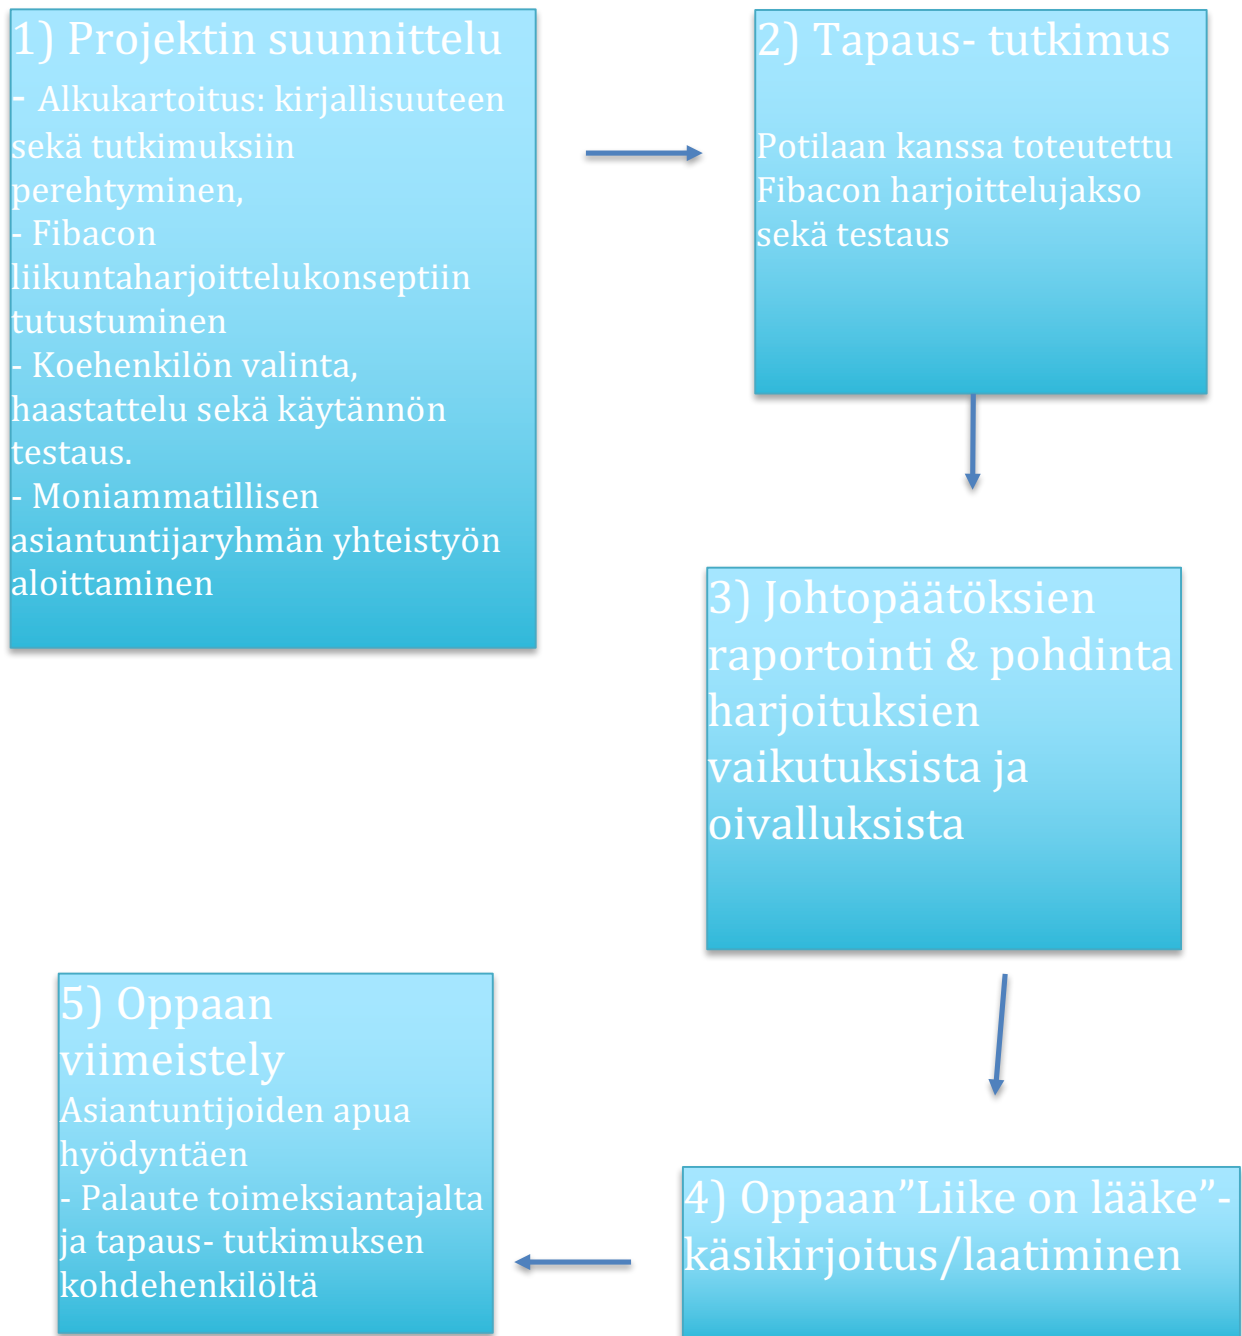 1) Projektin suunnittelu
- Alkukartoitus: kirjallisuuteen
sekä tutkimuksiin
perehtyminen,
- Fibacon
liikuntaharjoittelukonseptiin
tutustuminen
- Koehenkilön valinta,
haastattelu sekä käytännön
testaus.
- Moniammatillisen
asiantuntijaryhmän yhteistyön
aloittaminen
2) Tapaus- tutkimus
Potilaan kanssa toteutettu
Fibacon harjoittelujakso
sekä testaus
3) Johtopäätöksien
raportointi & pohdinta
harjoituksien
vaikutuksista ja
oivalluksista
4) Oppaan”Liike on lääke”-
käsikirjoitus/laatiminen
5) Oppaan
viimeistely
Asiantuntijoiden apua
hyödyntäen
- Palaute toimeksiantajalta
ja tapaus- tutkimuksen
kohdehenkilöltä